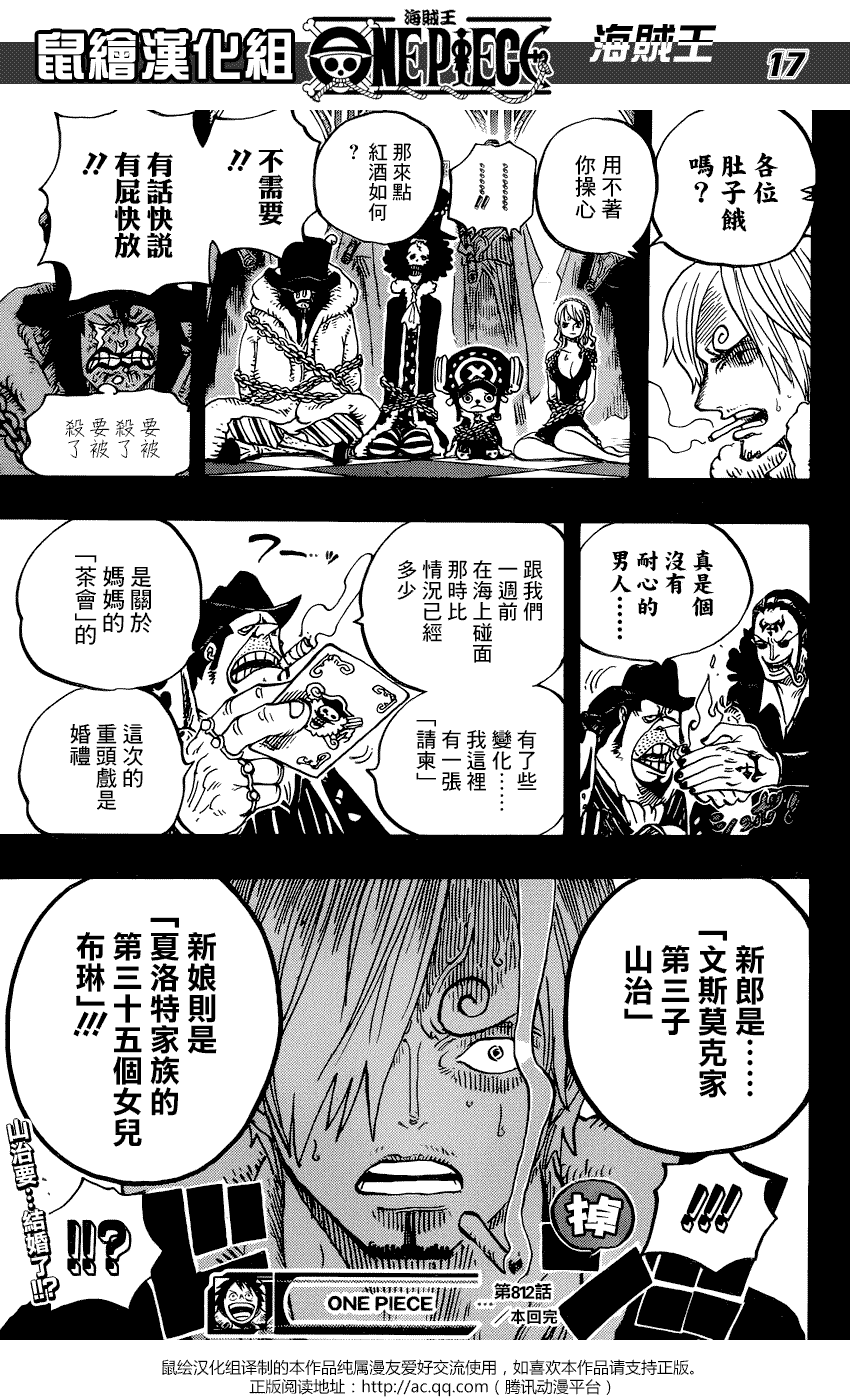 鼠繪漢化組
海賊王
ONE PIECE
海賊王
17
各位
肚子餓
嗎？
用不著
你操心
…………!!
那來點
紅酒如何
？
不需要
!!
有話快說
有屁快放
!!
要被
殺了
要被
殺了
真是個
沒有
耐心的
男人……
跟我們
一週前
在海上碰面
那時比
情況已經
多少
有了些
變化……
我這裡
有一張
「請柬」
フーッ
是關於
媽媽的
「茶會」的
這次的
重頭戲是
婚禮
新郎是……
「文斯莫克家
第三子
山治」
新娘則是
「夏洛特家族的
第三十五個女兒
布琳」!!!
!!!
掉
!!?
山治要…結婚了!!?
ONE PIECE
…
第812話
／本回完
鼠绘汉化组译制的本作品纯属漫友爱好交流使用，如喜欢本作品请支持正版。
正版阅读地址：http://ac.qq.com（腾讯动漫平台）